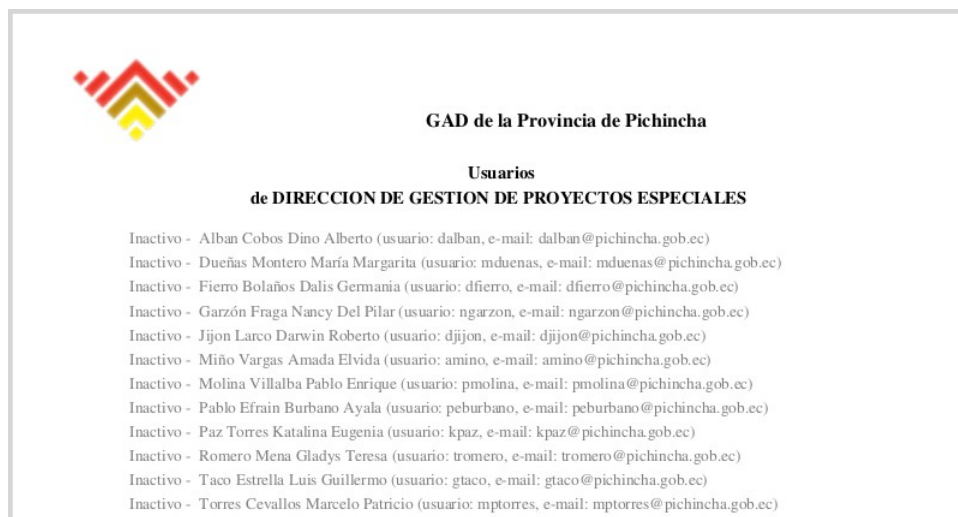 GAD de la Provincia de Pichincha
Usuarios
de DIRECCION DE GESTION DE PROYECTOS ESPECIALES
Inactivo - Alban Cobos Dino Alberto (usuario: dalban, e-mail: dalban@pichincha.gob.ec)
Inactivo - Dueñas Montero María Margarita (usuario: mduenas, e-mail: mduenas@pichincha.gob.ec)
Inactivo - Fierro Bolaños Dalis Germania (usuario: dfierro, e-mail: dfierro@pichincha.gob.ec)
Inactivo - Garzón Fraga Nancy Del Pilar (usuario: ngarzon, e-mail: ngarzon@pichincha.gob.ec)
Inactivo - Jijon Larco Darwin Roberto (usuario: djijon, e-mail: djijon@pichincha.gob.ec)
Inactivo - Miño Vargas Amada Elvida (usuario: amino, e-mail: amino@pichincha.gob.ec)
Inactivo - Molina Villalba Pablo Enrique (usuario: pmolina, e-mail: pmolina@pichincha.gob.ec)
Inactivo - Pablo Efrain Burbano Ayala (usuario: peburbano, e-mail: peburbano@pichincha.gob.ec)
Inactivo - Paz Torres Katalina Eugenia (usuario: kpaz, e-mail: kpaz@pichincha.gob.ec)
Inactivo - Romero Mena Gladys Teresa (usuario: tromero, e-mail: tromero@pichincha.gob.ec)
Inactivo - Taco Estrella Luis Guillermo (usuario: gtaco, e-mail: gtaco@pichincha.gob.ec)
Inactivo - Torres Cevallos Marcelo Patricio (usuario: mptorres, e-mail: mptorres@pichincha.gob.ec)